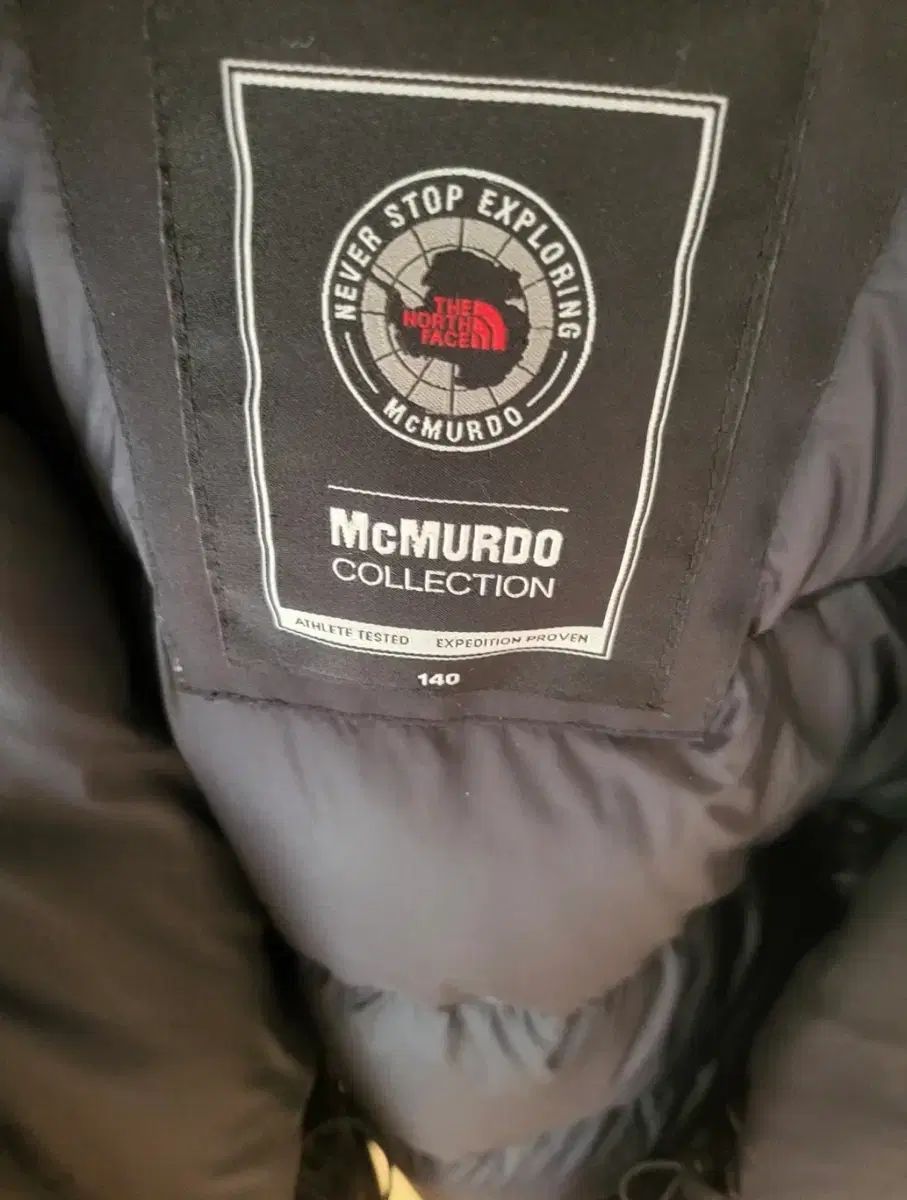 NEVER STOP EXPLORING
THE
NORTH
FACE
McMURDO
McMURDO
COLLECTION
ATHLETE TESTED EXPEDITION PROVEN
140